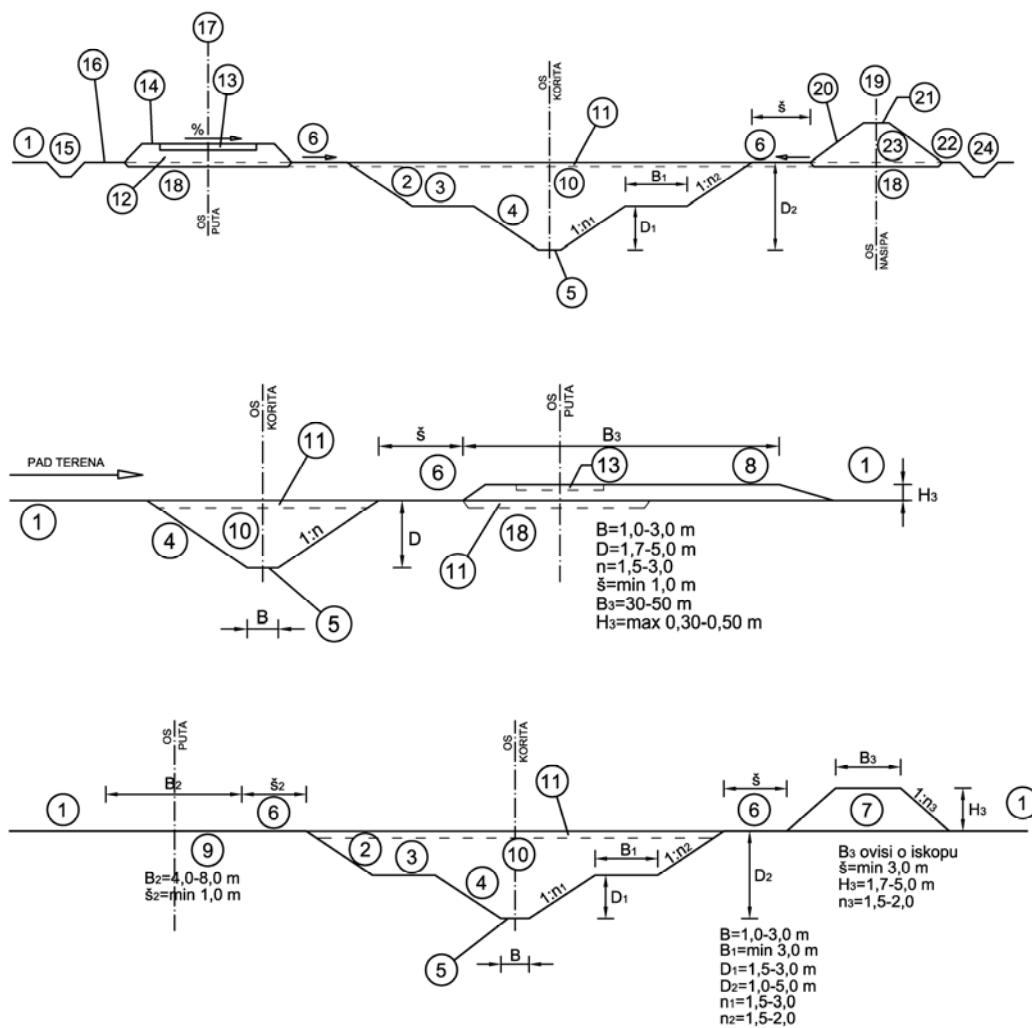 17
16
14
13
1
15
%
6
12
18
OS
PUTA
OS
KORITA
11
2
3
10
4
B1
1:n2
1:n1
D1
D2
5
š
6
20
19
21
23
22
24
18
OS
NASIPA
PAD TERENA
1
OS
KORITA
11
10
4
1:n
D
B
5
š
6
OS
PUTA
B3
13
8
1
H3
11
18
B=1,0-3,0 m
D=1,7-5,0 m
n=1,5-3,0
š=min 1,0 m
B3=30-50 m
H3=max 0,30-0,50 m
OS
PUTA
1
B2
š2
6
9
B2=4,0-8,0 m
š2=min 1,0 m
OS
KORITA
11
2
3
10
4
B1
1:n2
1:n1
D1
D2
5
B
š
6
B3
7
1:n3
H3
1
B3 ovisi o iskopu
š=min 3,0 m
H3=1,7-5,0 m
n3=1,5-2,0
B=1,0-3,0 m
B1=min 3,0 m
D1=1,5-3,0 m
D2=1,0-5,0 m
n1=1,5-3,0
n2=1,5-2,0